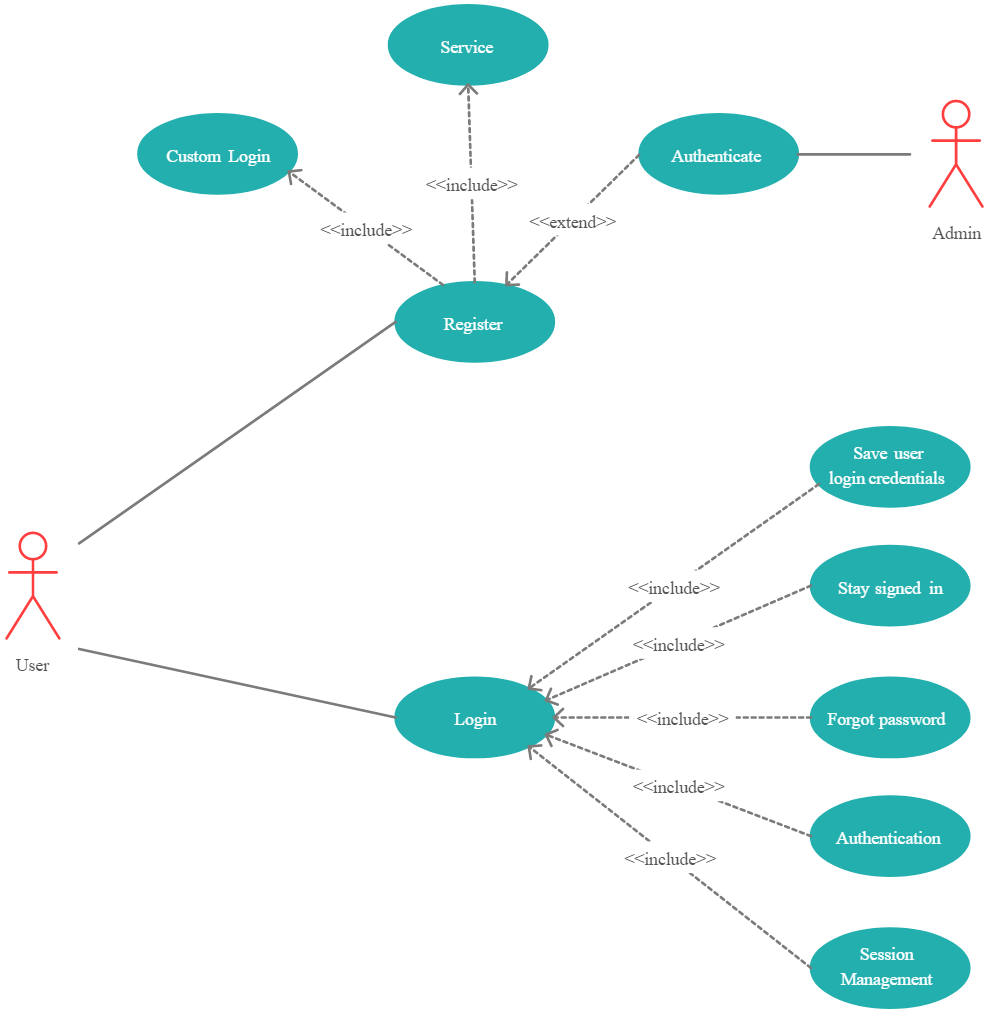 Service
Custom Login
Authenticate
<<include>>
<<include>>
<<extend>>
Admin
Register
Save user
login credentials
<<include>>
Stay signed in
<<include>>
User
Login
<<include>>
Forgot password
<<include>>
Authentication
<<include>>
Session
Management